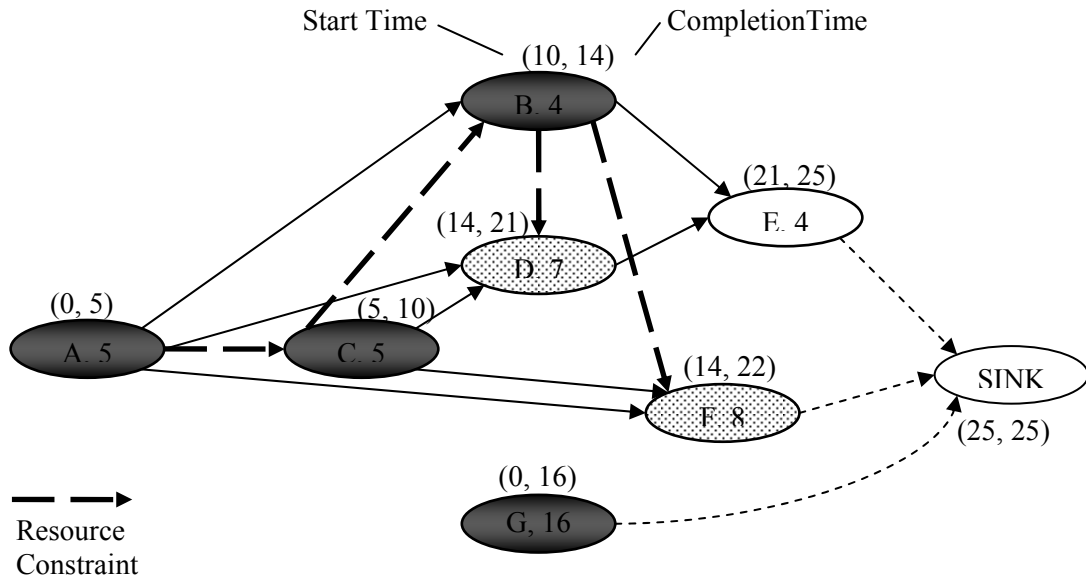 Start Time
CompletionTime
(10, 14)
B, 4
(21, 25)
E, 4
(14, 21)
D, 7
(0, 5)
(5, 10)
A, 5
C, 5
(14, 22)
SINK
F, 8
(25, 25)
(0, 16)
G, 16
Resource
Constraint